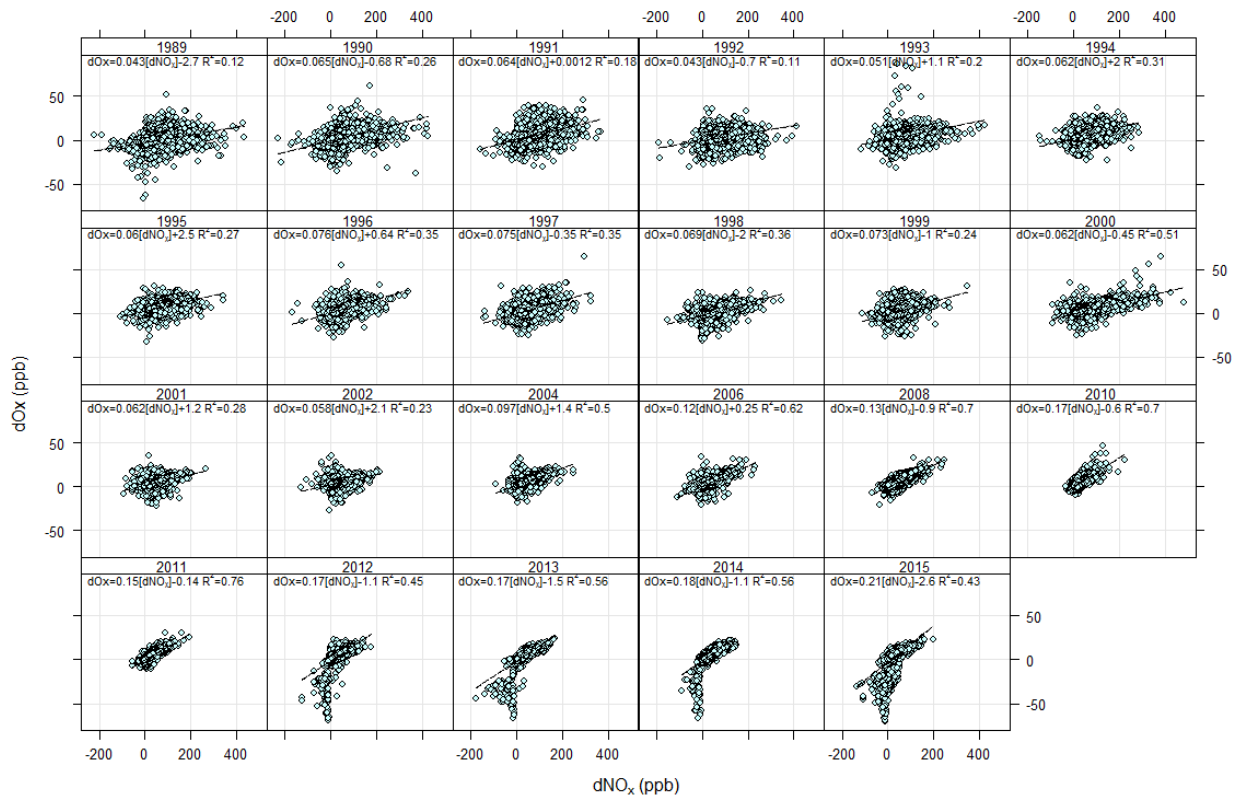 -200 0 200 400 -200 0 200 400 -200 0 200 400
1989 1990 1991 1992 1993 1994
dOx=0.043[dNOₓ]−2.7 R²=0.12 dOx=0.065[dNOₓ]−0.68 R²=0.26 dOx=0.064[dNOₓ]+0.0012 R²=0.18 dOx=0.043[dNOₓ]−0.7 R²=0.11 dOx=0.051[dNOₓ]+1.1 R²=0.2 dOx=0.062[dNOₓ]+2 R²=0.31
50
0
-50
1995 1996 1997 1998 1999 2000
dOx=0.06[dNOₓ]+2.5 R²=0.27 dOx=0.076[dNOₓ]+0.64 R²=0.35 dOx=0.075[dNOₓ]−0.35 R²=0.35 dOx=0.069[dNOₓ]−2 R²=0.36 dOx=0.073[dNOₓ]−1 R²=0.24 dOx=0.062[dNOₓ]−0.45 R²=0.51
50
0
-50
dOx (ppb)
2001 2002 2004 2006 2008 2010
dOx=0.062[dNOₓ]+1.2 R²=0.28 dOx=0.058[dNOₓ]+2.1 R²=0.23 dOx=0.097[dNOₓ]+1.4 R²=0.5 dOx=0.12[dNOₓ]+0.25 R²=0.62 dOx=0.13[dNOₓ]−0.9 R²=0.7 dOx=0.17[dNOₓ]−0.6 R²=0.7
50
0
-50
2011 2012 2013 2014 2015
dOx=0.15[dNOₓ]−0.14 R²=0.76 dOx=0.17[dNOₓ]−1.1 R²=0.45 dOx=0.17[dNOₓ]−1.5 R²=0.56 dOx=0.18[dNOₓ]−1.1 R²=0.56 dOx=0.21[dNOₓ]−2.6 R²=0.43
50
0
-50
-200 0 200 400 -200 0 200 400 -200 0 200 400
dNOₓ (ppb)